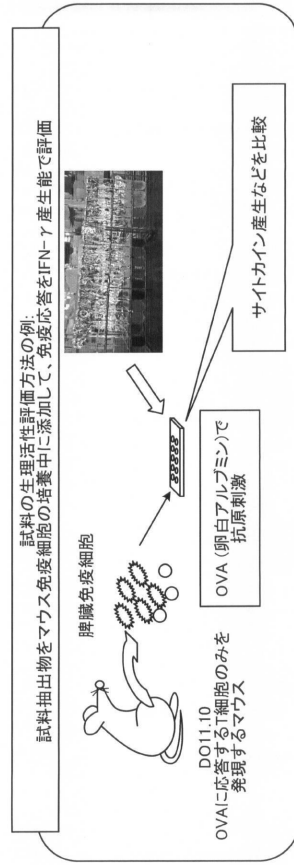 試料の生理活性評価方法の例:
試料抽出物をマウス免疫細胞の培養中に添加して、免疫応答をIFN-γ産生能で評価
脾臓免疫細胞
DO11.10
OVAに応答するT細胞のみを
発現するマウス
OVA（卵白アルブミン）で
抗原刺激
サイトカイン産生などを比較